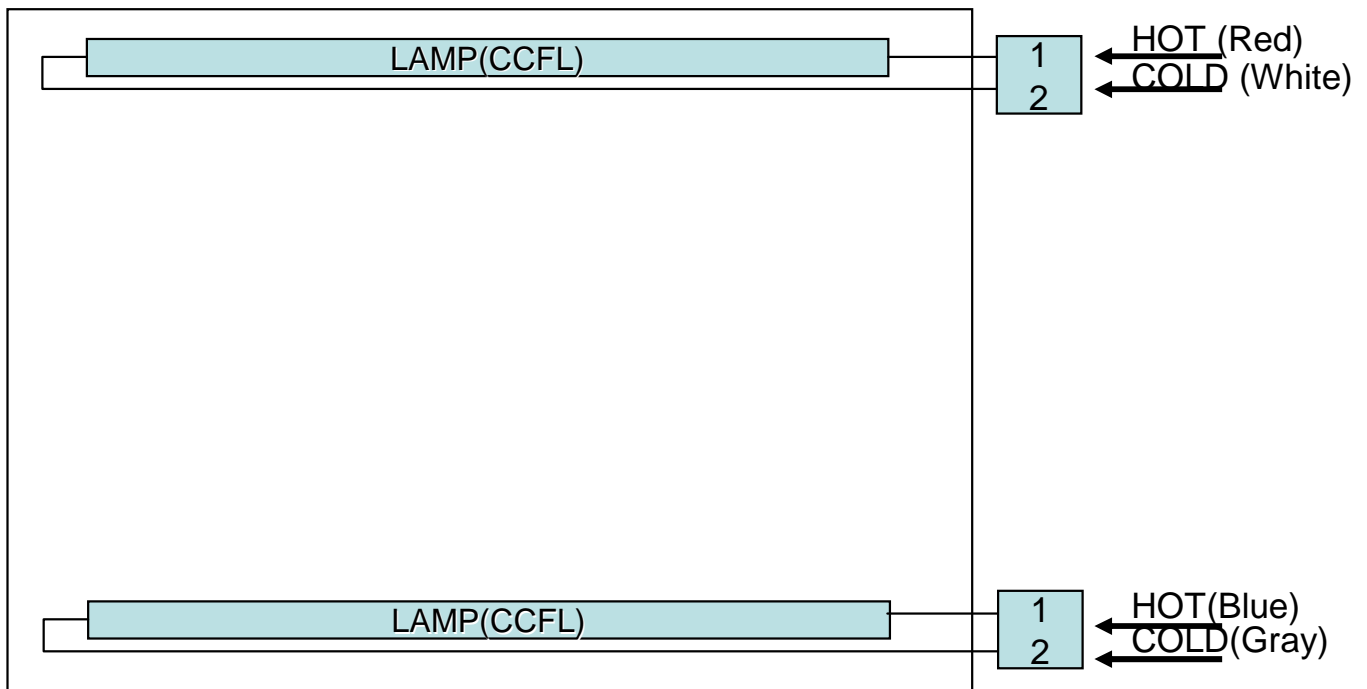 LAMP(CCFL)
1
2
HOT (Red)
COLD (White)
LAMP(CCFL)
1
2
HOT(Blue)
COLD(Gray)